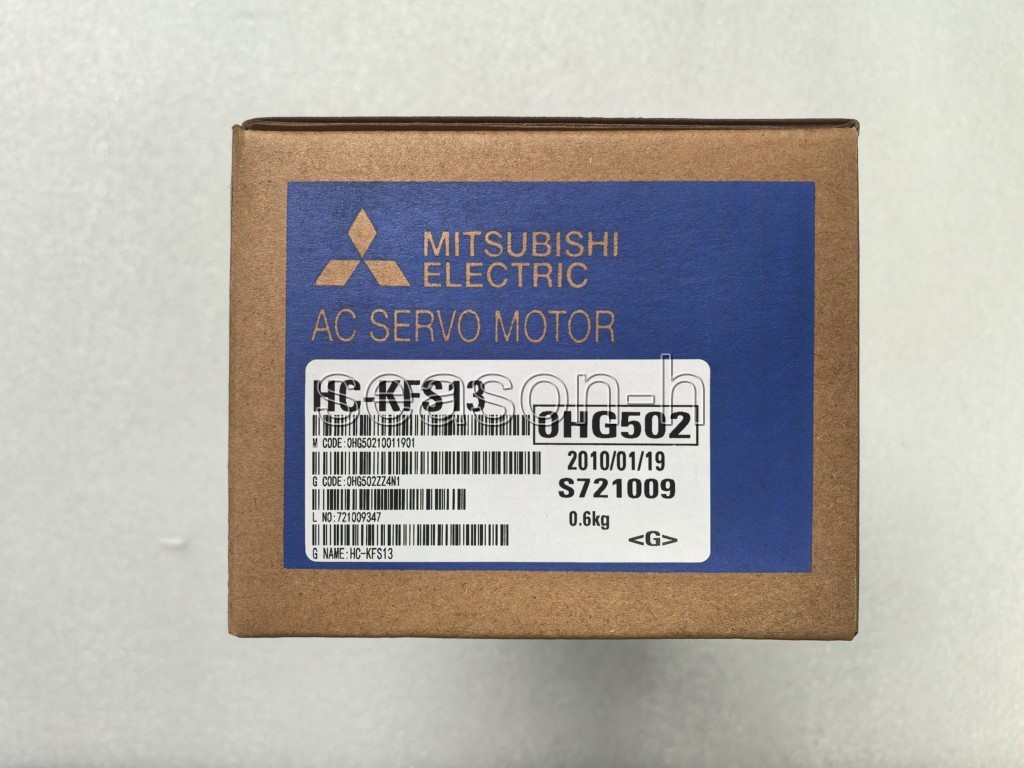 MITSUBISHI
ELECTRIC
AC SERVO MOTOR
HC-KFS13
season-h
0HG502
M CODE:0HG50210011901
2010/01/19
G CODE:0HG502ZZ4N1
S721009
L NO:721009347
0.6kg
<G>
G NAME:HC-KFS13